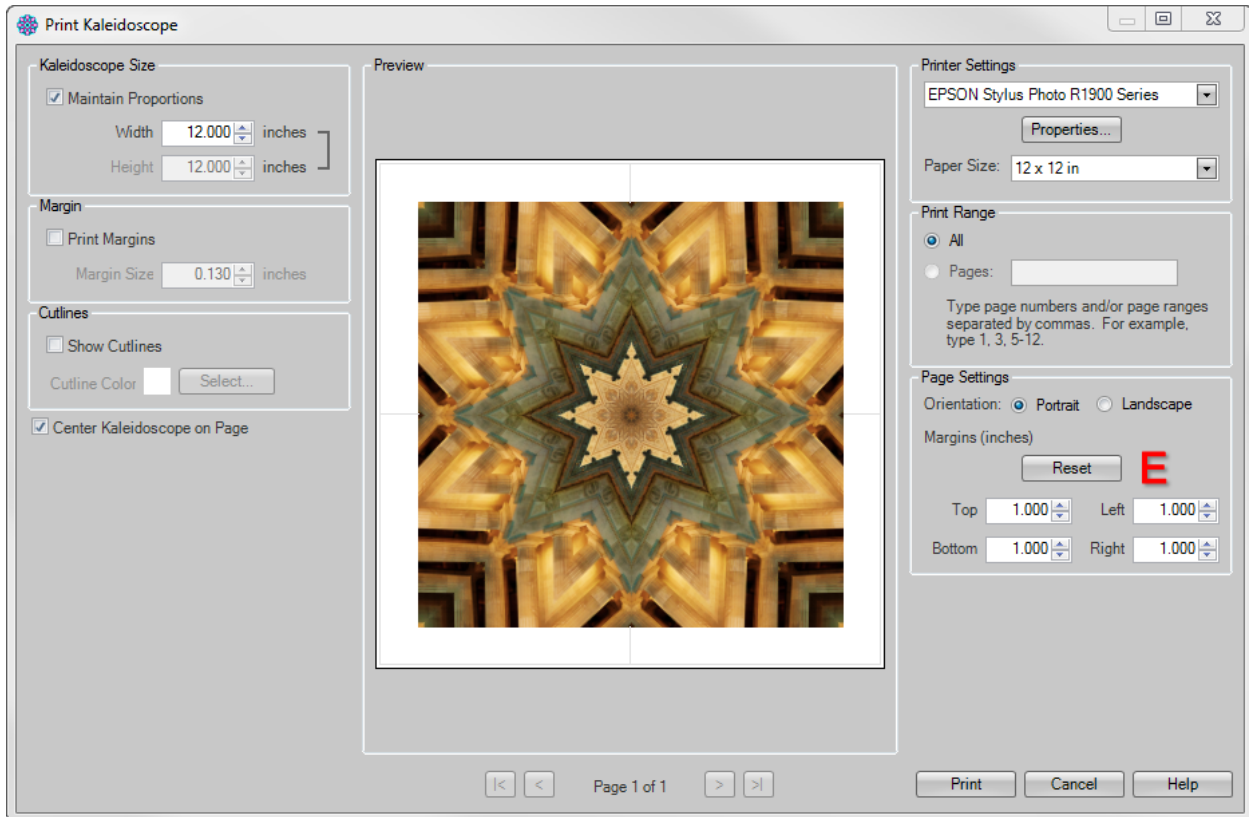 Print Kaleidoscope
Kaleidoscope Size
Maintain Proportions
Width 12.000 inches
Height 12.000 inches
Margin
Print Margins
Margin Size 0.130 inches
Cutlines
Show Cutlines
Cutline Color Select...
Center Kaleidoscope on Page
Preview
|< < Page 1 of 1 > >|
Printer Settings
EPSON Stylus Photo R1900 Series
Properties...
Paper Size: 12 x 12 in
Print Range
All
Pages:
Type page numbers and/or page ranges
separated by commas. For example,
type 1, 3, 5-12.
Page Settings
Orientation: Portrait Landscape
Margins (inches)
Reset E
Top 1.000 Left 1.000
Bottom 1.000 Right 1.000
Print Cancel Help